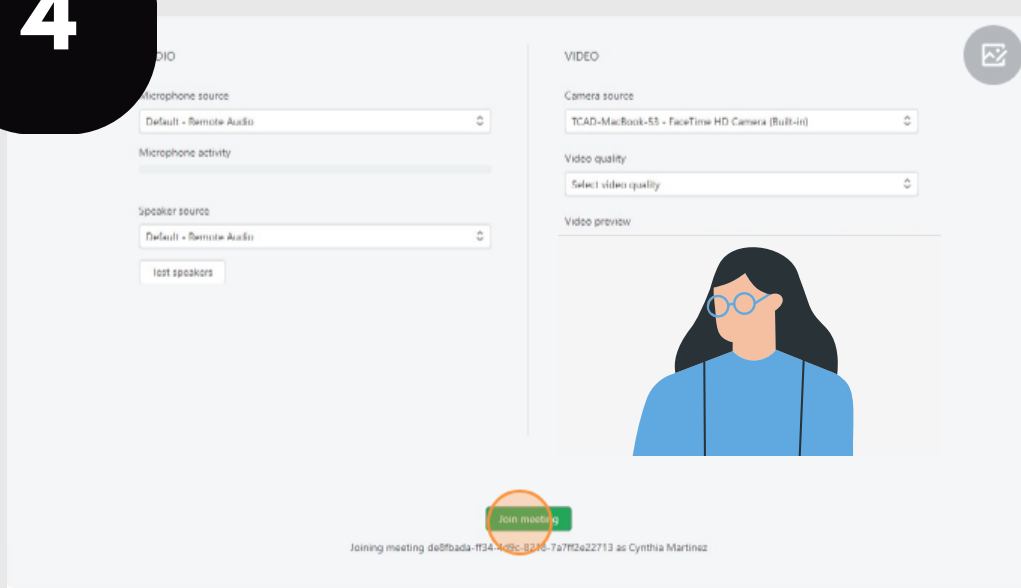 4
VIDEO
Microphone source
Camera source
Default - Remote Audio
TCAD-MacBook-53 - FaceTime HD Camera (Built-in)
Microphone activity
Video quality
Select video quality
Speaker source
Video preview
Default - Remote Audio
Test speakers
Join meeting
Joining meeting as Cynthia Martinez